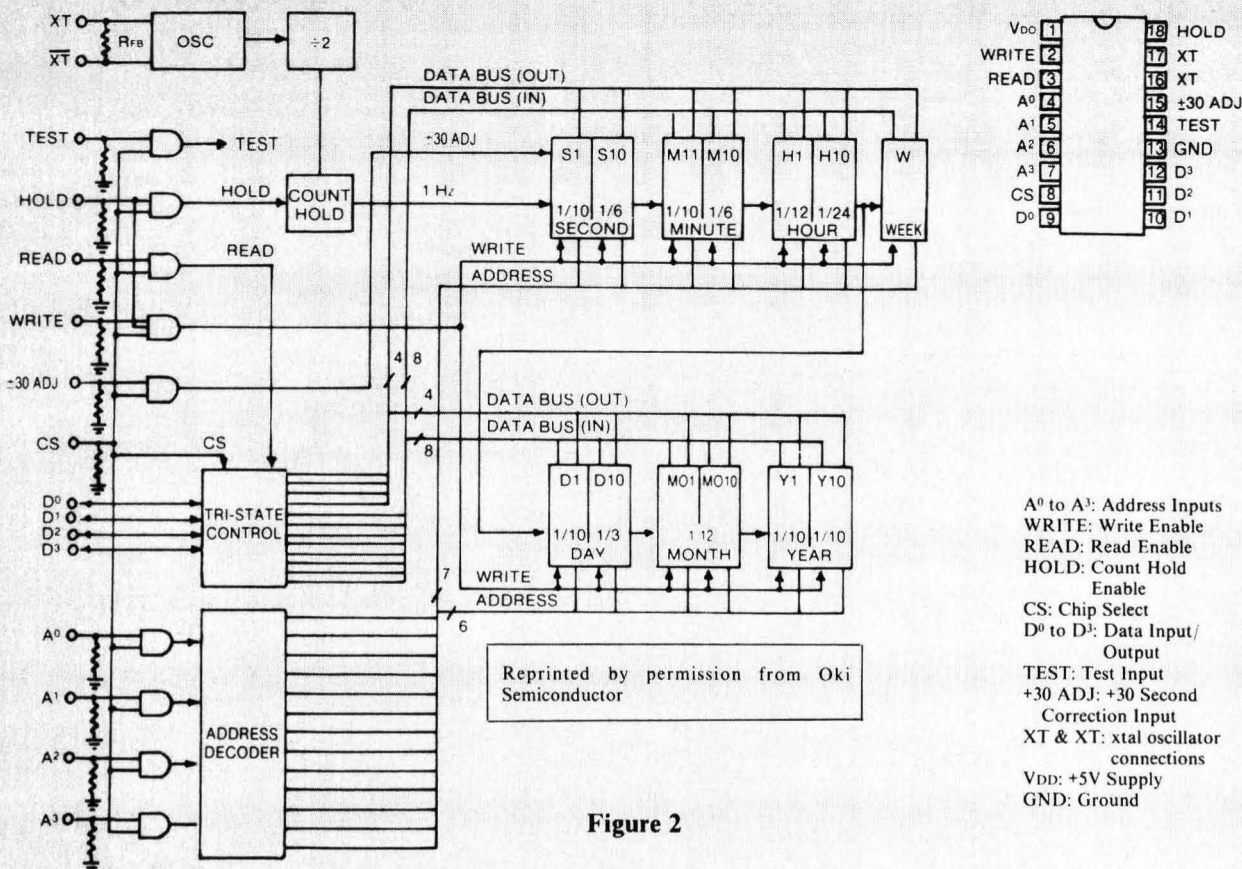 XT
XT
RFB
OSC
÷2
DATA BUS (OUT)
DATA BUS (IN)
TEST
TEST
±30 ADJ
HOLD
HOLD
COUNT
HOLD
1 Hz
S1 S10
1/10 1/6
SECOND
M11 M10
1/10 1/6
MINUTE
H1 H10
1/12 1/24
HOUR
W
WEEK
READ
READ
WRITE
ADDRESS
WRITE
4 8
±30 ADJ
4
DATA BUS (OUT)
DATA BUS (IN)
8
CS
CS
D⁰
D¹
D²
D³
TRI-STATE
CONTROL
D1 D10
1/10 1/3
DAY
MO1 MO10
1 12
MONTH
Y1 Y10
1/10 1/10
YEAR
7
WRITE
ADDRESS
6
A⁰
A¹
A²
A³
ADDRESS
DECODER
Reprinted by permission from Oki
Semiconductor
Figure 2
VDO 1 18 HOLD
WRITE 2 17 XT
READ 3 16 XT
A⁰ 4 15 ±30 ADJ
A¹ 5 14 TEST
A² 6 13 GND
A³ 7 12 D³
CS 8 11 D²
D⁰ 9 10 D¹
A⁰ to A³: Address Inputs
WRITE: Write Enable
READ: Read Enable
HOLD: Count Hold
Enable
CS: Chip Select
D⁰ to D³: Data Input/
Output
TEST: Test Input
+30 ADJ: +30 Second
Correction Input
XT & XT: xtal oscillator
connections
VDD: +5V Supply
GND: Ground